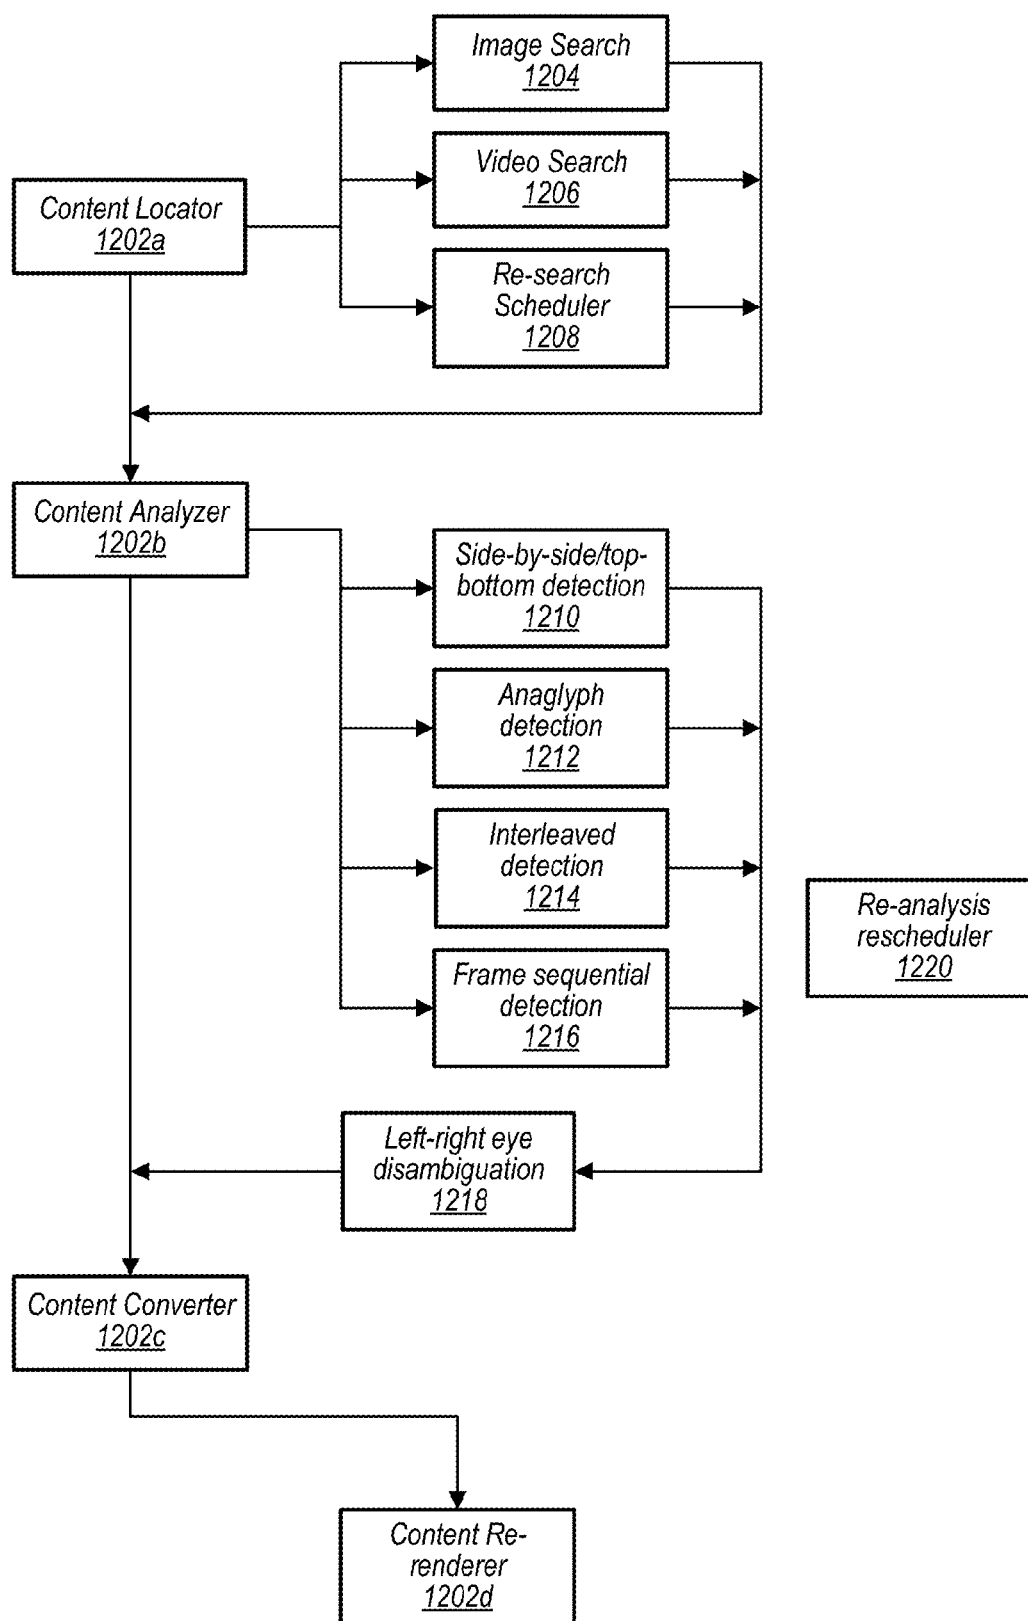 Image Search
1204
Video Search
1206
Content Locator
1202a
Re-search
Scheduler
1208
Content Analyzer
1202b
Side-by-side/top-
bottom detection
1210
Anaglyph
detection
1212
Interleaved
detection
1214
Re-analysis
rescheduler
1220
Frame sequential
detection
1216
Left-right eye
disambiguation
1218
Content Converter
1202c
Content Re-
renderer
1202d